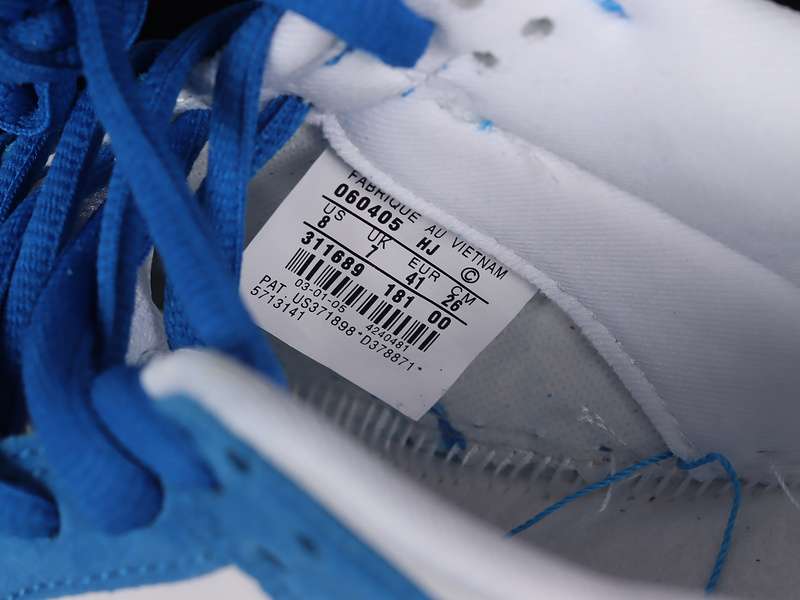 FABRIQUE AU VIETNAM
060405 HJ ©
US UK EUR CM
8 7 41 26
311689 181 00
03-01-05 4240481
PAT US371898*D378871*
5713141